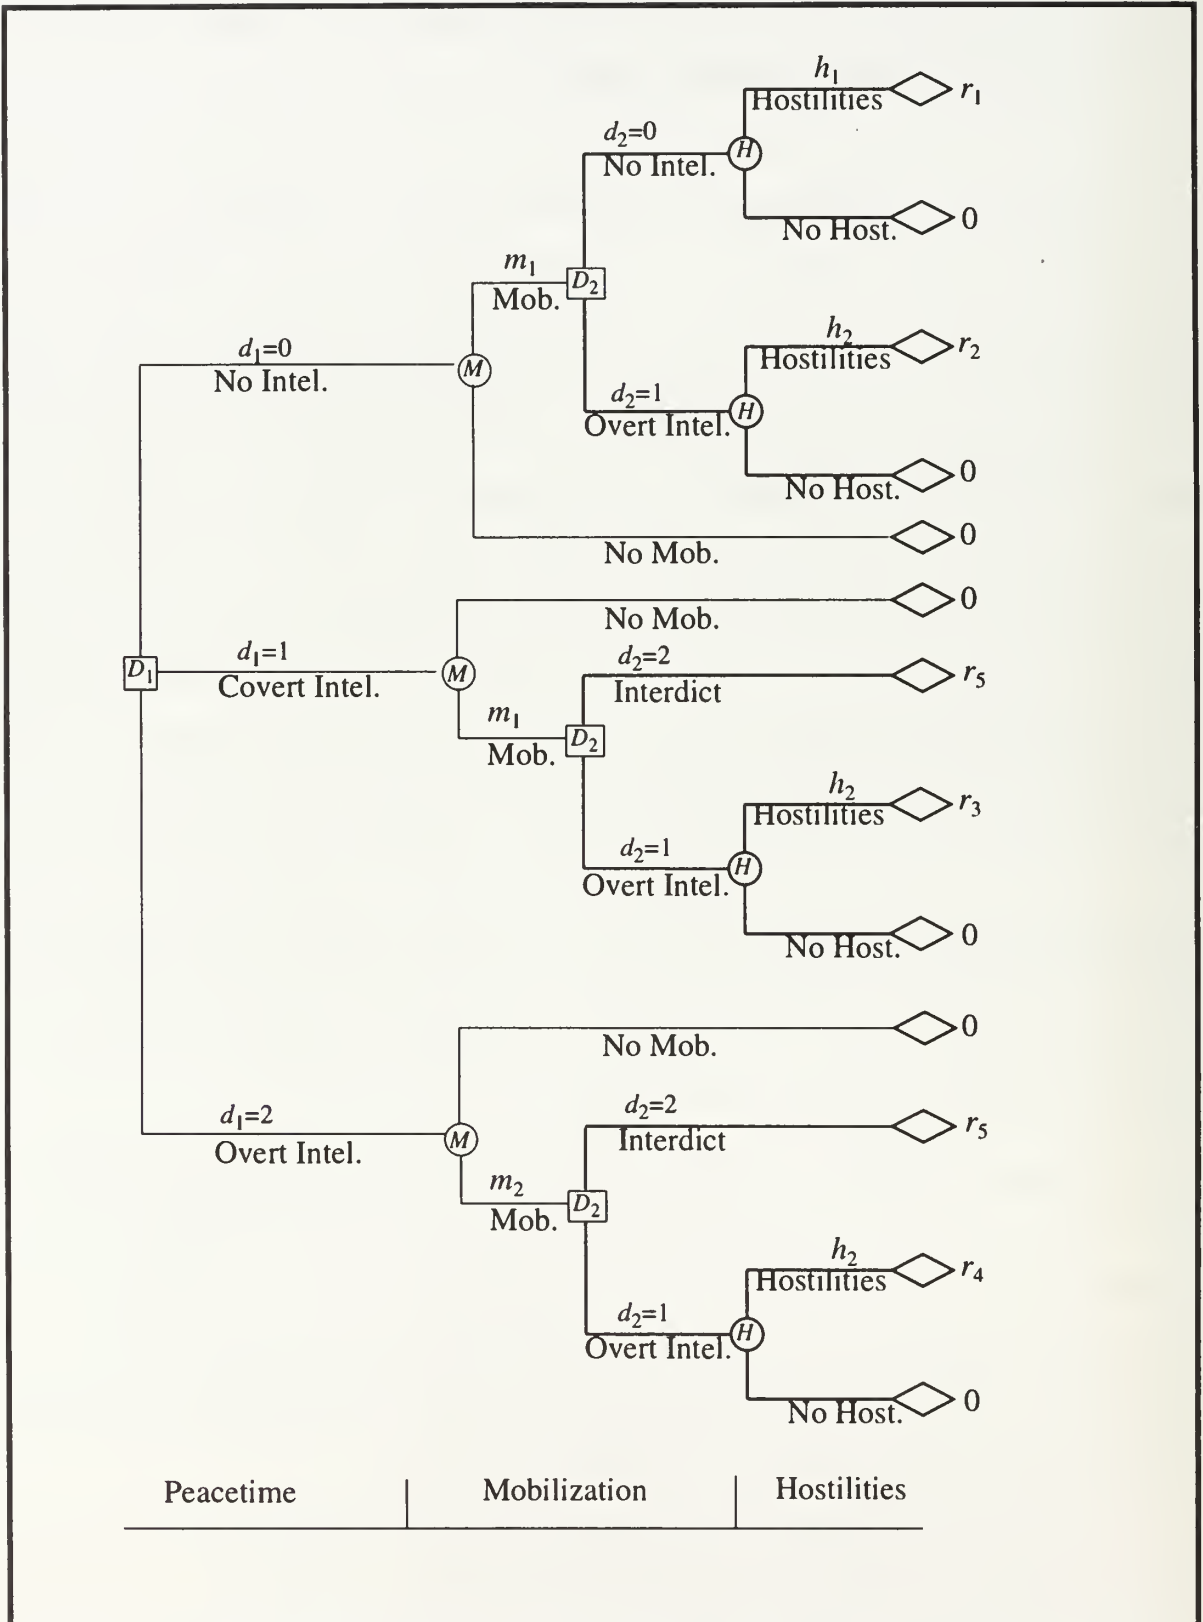 h₁
Hostilities r₁
d₂=0
No Intel. H
No Host. 0
m₁
Mob. D₂
h₂
Hostilities r₂
d₁=0
No Intel. M
d₂=1
Overt Intel. H
No Host. 0
No Mob. 0
No Mob. 0
D₁
d₁=1
Covert Intel. M
d₂=2
Interdict r₅
m₁
Mob. D₂
h₂
Hostilities r₃
d₂=1
Overt Intel. H
No Host. 0
No Mob. 0
d₁=2
Overt Intel. M
d₂=2
Interdict r₅
m₂
Mob. D₂
h₂
Hostilities r₄
d₂=1
Overt Intel. H
No Host. 0
Peacetime Mobilization Hostilities